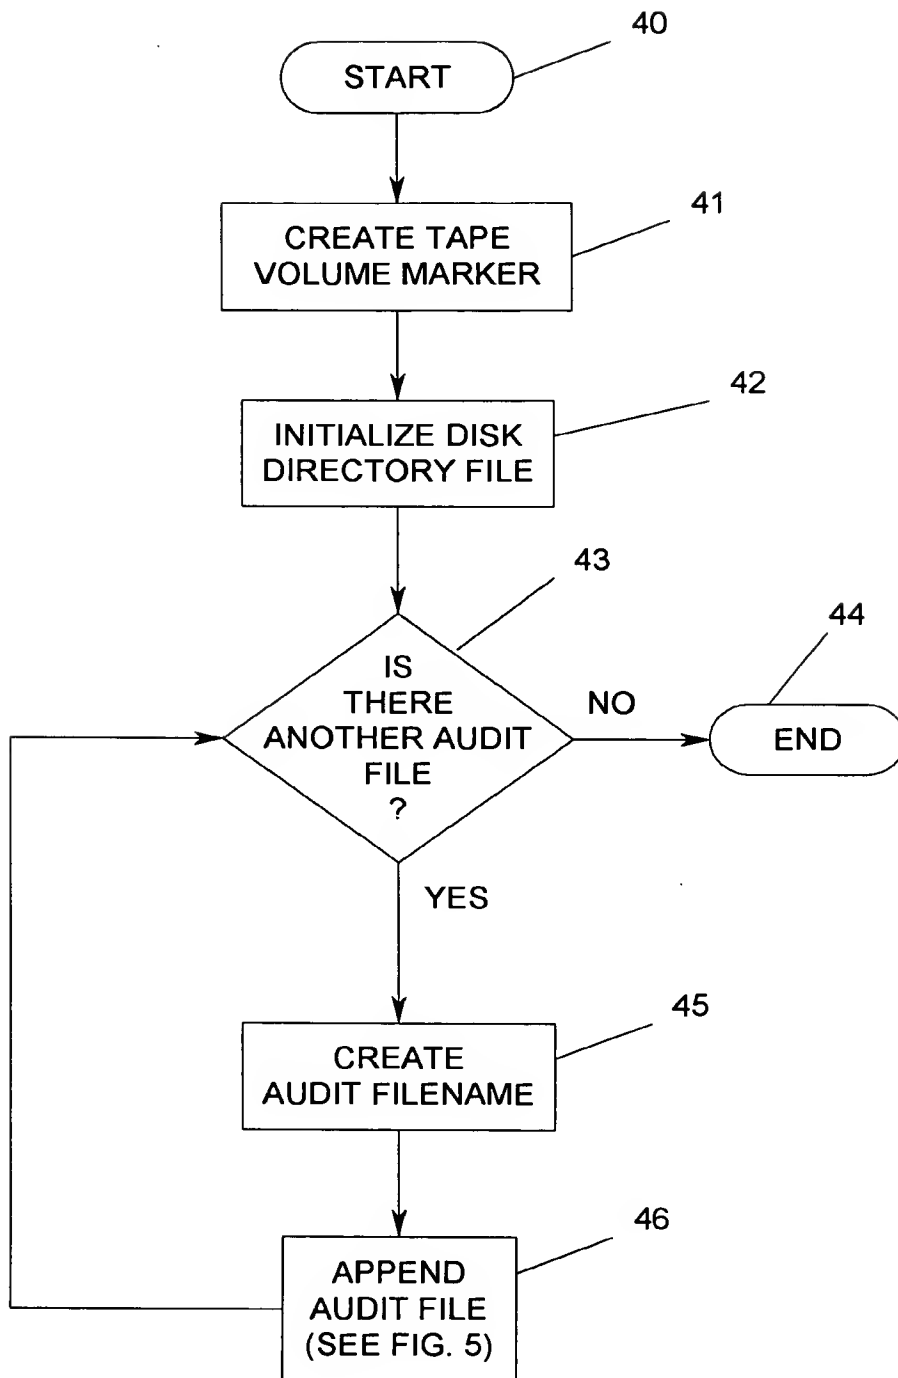 40
START
41
CREATE TAPE
VOLUME MARKER
42
INITIALIZE DISK
DIRECTORY FILE
43
IS
THERE
ANOTHER AUDIT
FILE
?
NO
44
END
YES
45
CREATE
AUDIT FILENAME
46
APPEND
AUDIT FILE
(SEE FIG. 5)